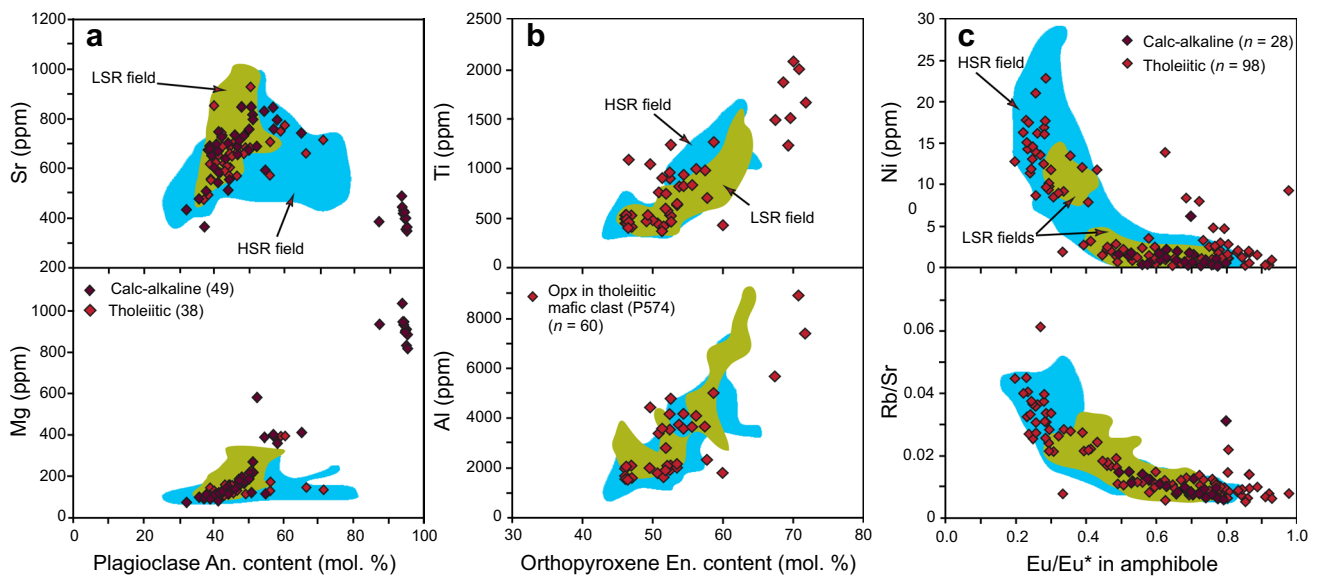 a
1200
1000
800
600
400
200
Sr (ppm)
LSR field
HSR field
Calc-alkaline (49)
Tholeiitic (38)
1000
800
600
400
200
0
Mg (ppm)
0
20
40
60
80
100
Plagioclase An. content (mol. %)
b
2500
2000
1500
1000
500
0
Ti (ppm)
HSR field
LSR field
Opx in tholeiitic
mafic clast (P574)
(n = 60)
8000
6000
4000
2000
0
Al (ppm)
30
40
50
60
70
80
Orthopyroxene En. content (mol. %)
c
30
25
20
15
10
0
5
0
Ni (ppm)
HSR field
LSR fields
Calc-alkaline (n = 28)
Tholeiitic (n = 98)
0.06
0.04
0.02
0
Rb/Sr
0.0
0.2
0.4
0.6
0.8
1.0
Eu/Eu* in amphibole